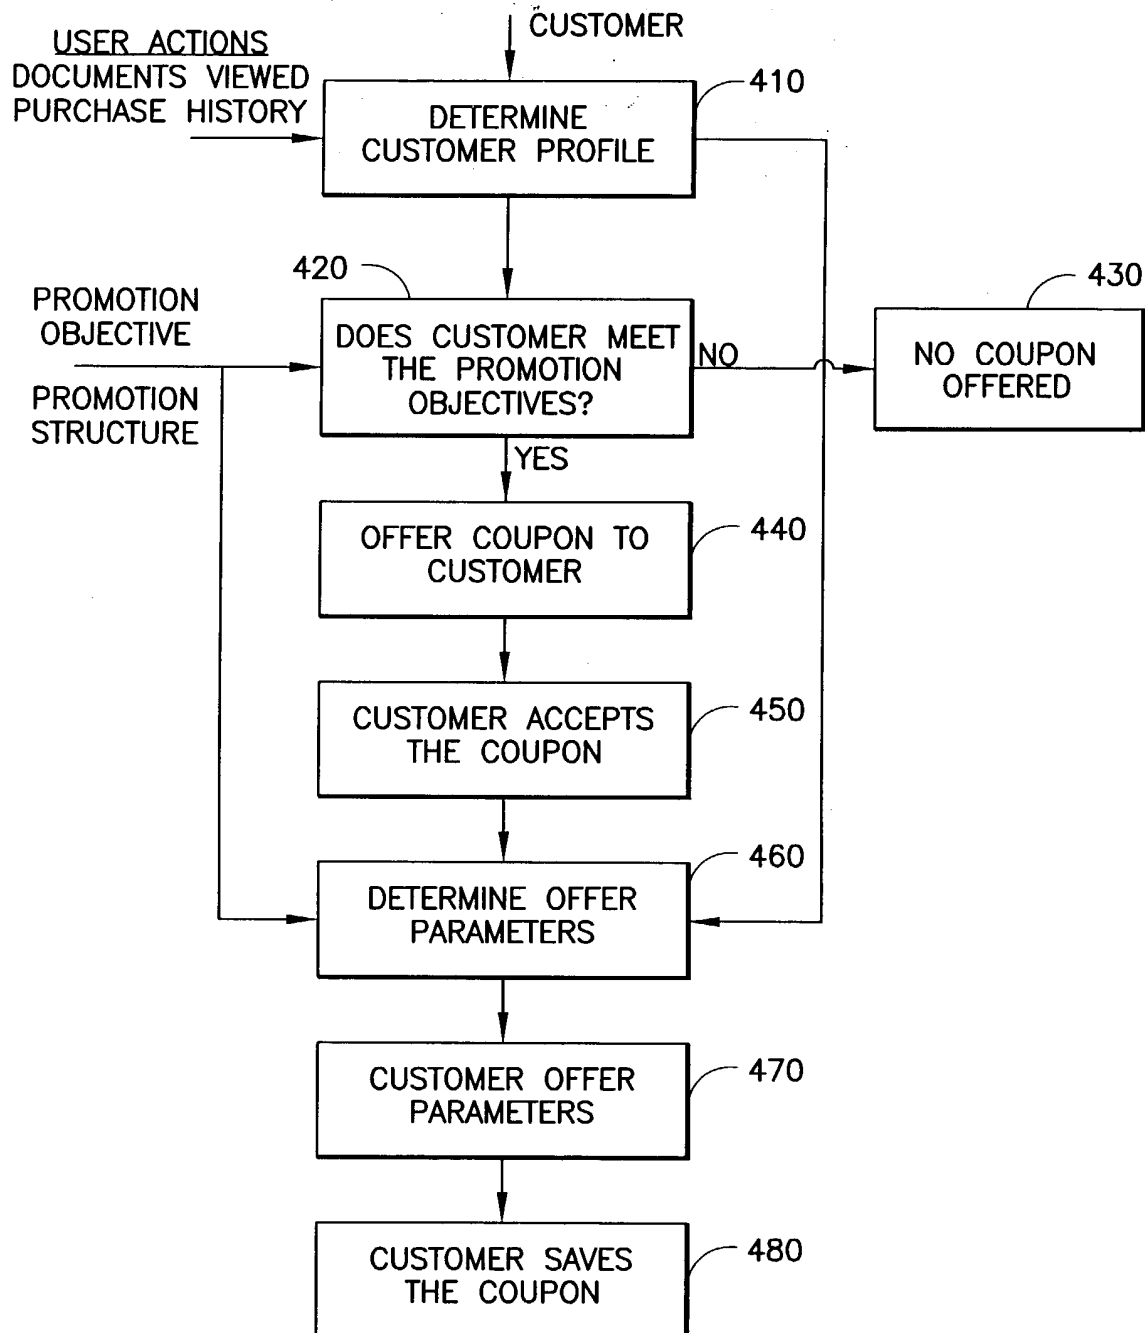 CUSTOMER
USER ACTIONS
DOCUMENTS VIEWED
PURCHASE HISTORY
410
DETERMINE
CUSTOMER PROFILE
420
430
PROMOTION
OBJECTIVE
PROMOTION
STRUCTURE
DOES CUSTOMER MEET
THE PROMOTION
OBJECTIVES?
NO
NO COUPON
OFFERED
YES
OFFER COUPON TO
CUSTOMER
440
CUSTOMER ACCEPTS
THE COUPON
450
460
DETERMINE OFFER
PARAMETERS
CUSTOMER OFFER
PARAMETERS
470
CUSTOMER SAVES
THE COUPON
480